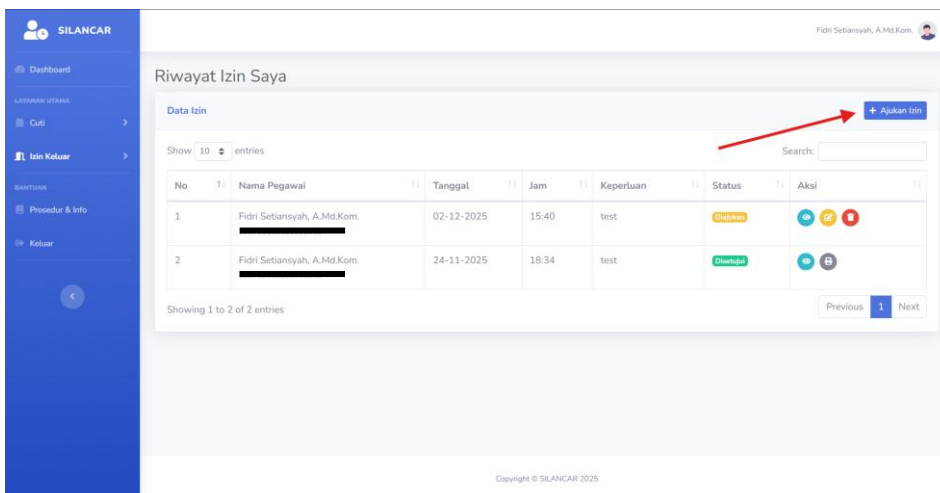 SILANCAR
Fidri Setiansyah, A.Md.Kom.
Dashboard
LAYANAN UTAMA
Cuti
Izin Keluar
BANTUAN
Prosedur & Info
Keluar
Riwayat Izin Saya
Data Izin
+ Ajukan Izin
Show 10 entries
Search:
No Nama Pegawai Tanggal Jam Keperluan Status Aksi
1 Fidri Setiansyah, A.Md.Kom. 02-12-2025 15:40 test Diajukan
2 Fidri Setiansyah, A.Md.Kom. 24-11-2025 18:34 test Disetujui
Showing 1 to 2 of 2 entries
Previous 1 Next
Copyright © SILANCAR 2025